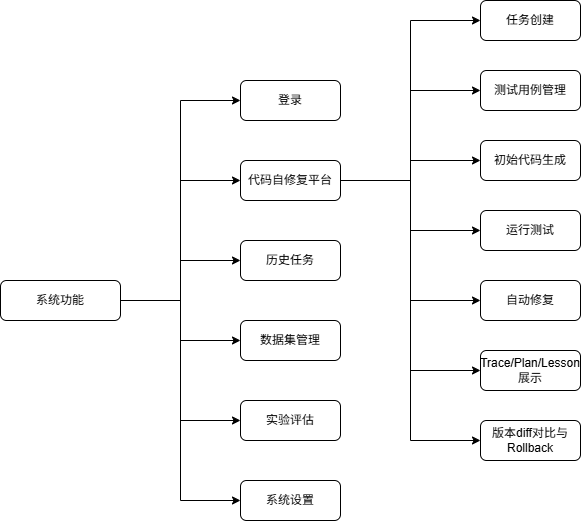 系统功能
登录
代码自修复平台
历史任务
数据集管理
实验评估
系统设置
任务创建
测试用例管理
初始代码生成
运行测试
自动修复
Trace/Plan/Lesson
展示
版本diff对比与
Rollback